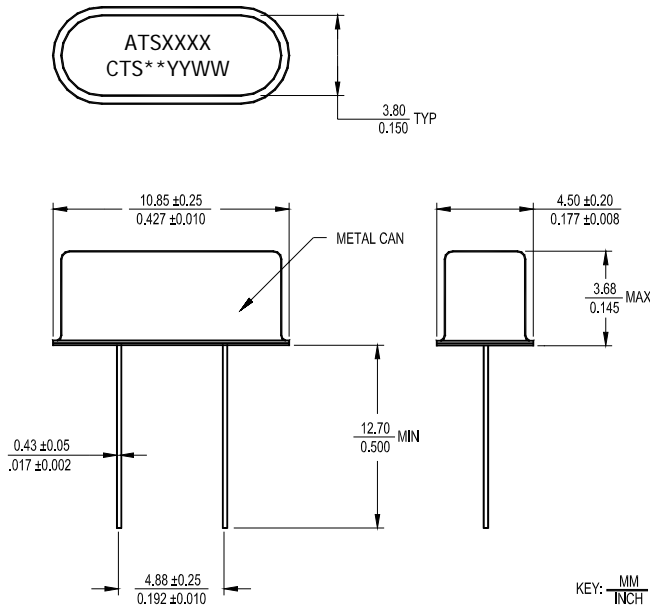 ATSXXXX
CTS**YYWW
3.80
0.150 TYP
10.85 ±0.25
0.427 ±0.010
4.50 ±0.20
0.177 ±0.008
METAL CAN
3.68
0.145 MAX
12.70
0.500 MIN
0.43 ±0.05
.017 ±0.002
4.88 ±0.25
0.192 ±0.010
KEY: MM
INCH